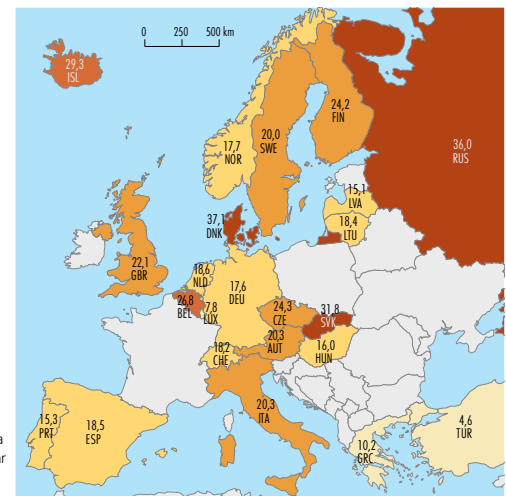 0 250 500 km
29,3
ISL
24,2
FIN
20,0
SWE
17,7
NOR
36,0
RUS
15,1
LVA
18,4
LTU
37,1
DNK
22,1
GBR
18,6
NLD
17,6
DEU
26,8
BEL
7,8
LUX
24,3
CZE
31,8
SVK
20,3
AUT
18,2
CHE
16,0
HUN
20,3
ITA
15,3
PRT
18,5
ESP
4,6
TUR
10,2
GRC